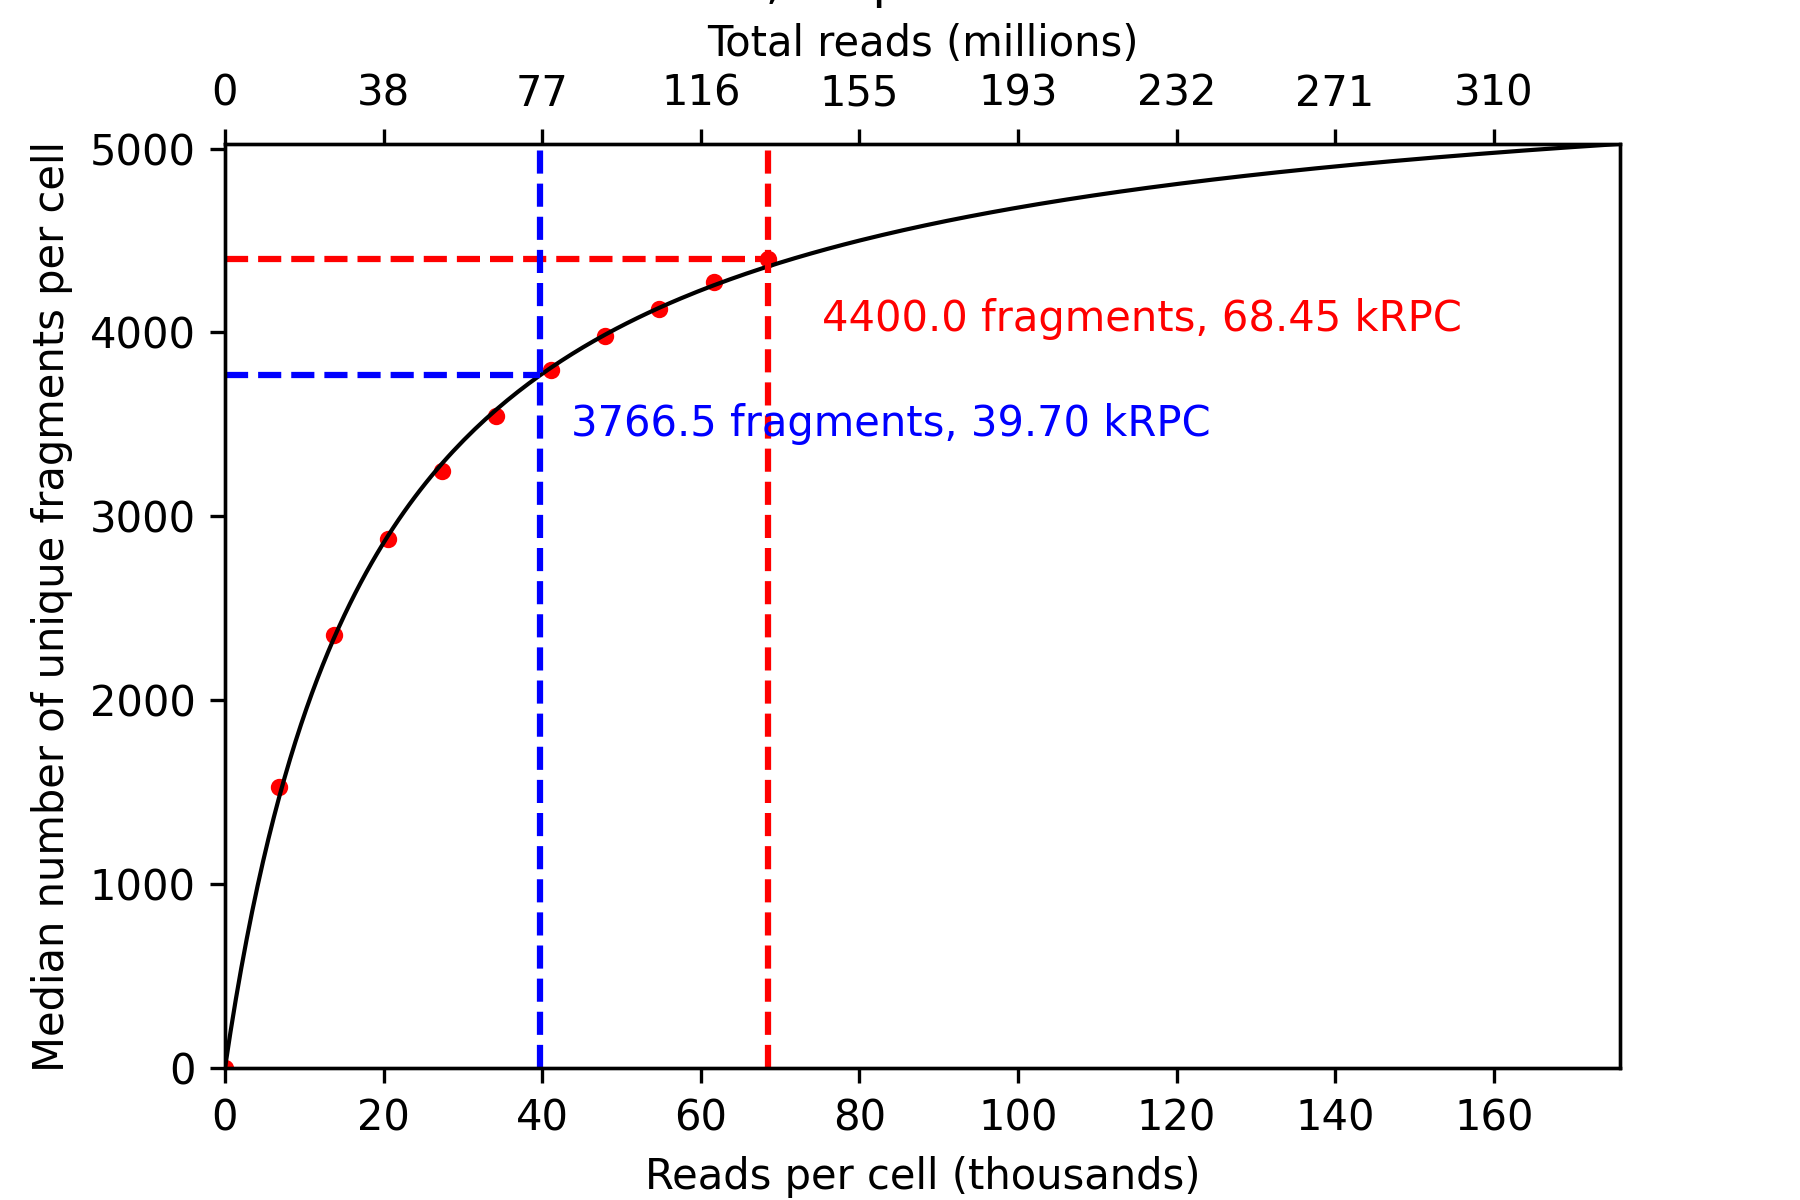 Total reads (millions)
0 38 77 116 155 193 232 271 310
Median number of unique fragments per cell
5000
4000
3000
2000
1000
0
4400.0 fragments, 68.45 kRPC
3766.5 fragments, 39.70 kRPC
0 20 40 60 80 100 120 140 160
Reads per cell (thousands)